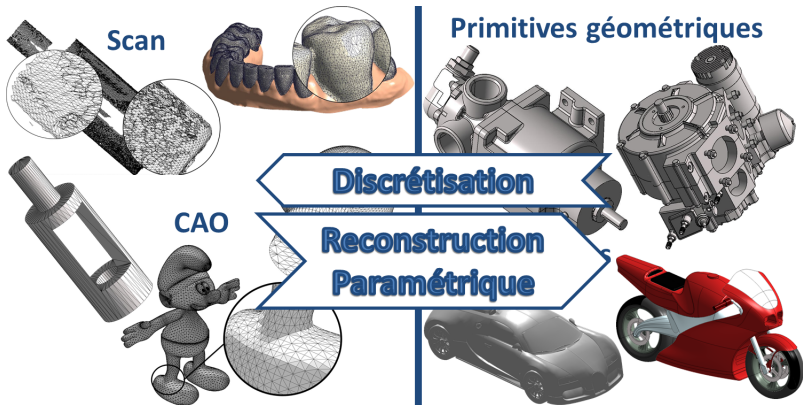 Scan
Primitives géométriques
Discrétisation
CAO
Reconstruction
Paramétrique